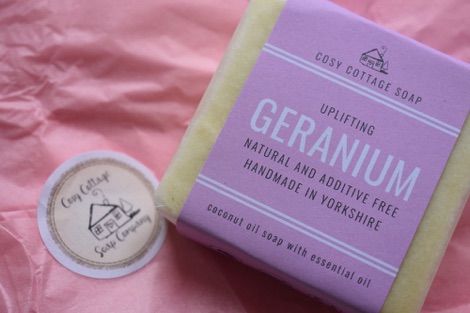 COSY COTTAGE SOAP
UPLIFTING
GERANIUM
NATURAL AND ADDITIVE FREE
HANDMADE IN YORKSHIRE
coconut oil soap with essential oil
Cosy Cottage
Soap Company